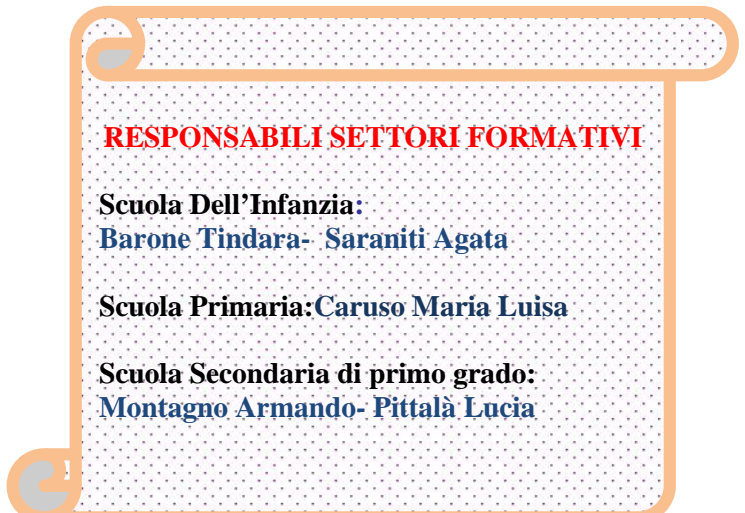 RESPONSABILI SETTORI FORMATIVI
Scuola Dell’Infanzia:
Barone Tindara- Saraniti Agata
Scuola Primaria:Caruso Maria Luisa
Scuola Secondaria di primo grado:
Montagno Armando- Pittalà Lucia